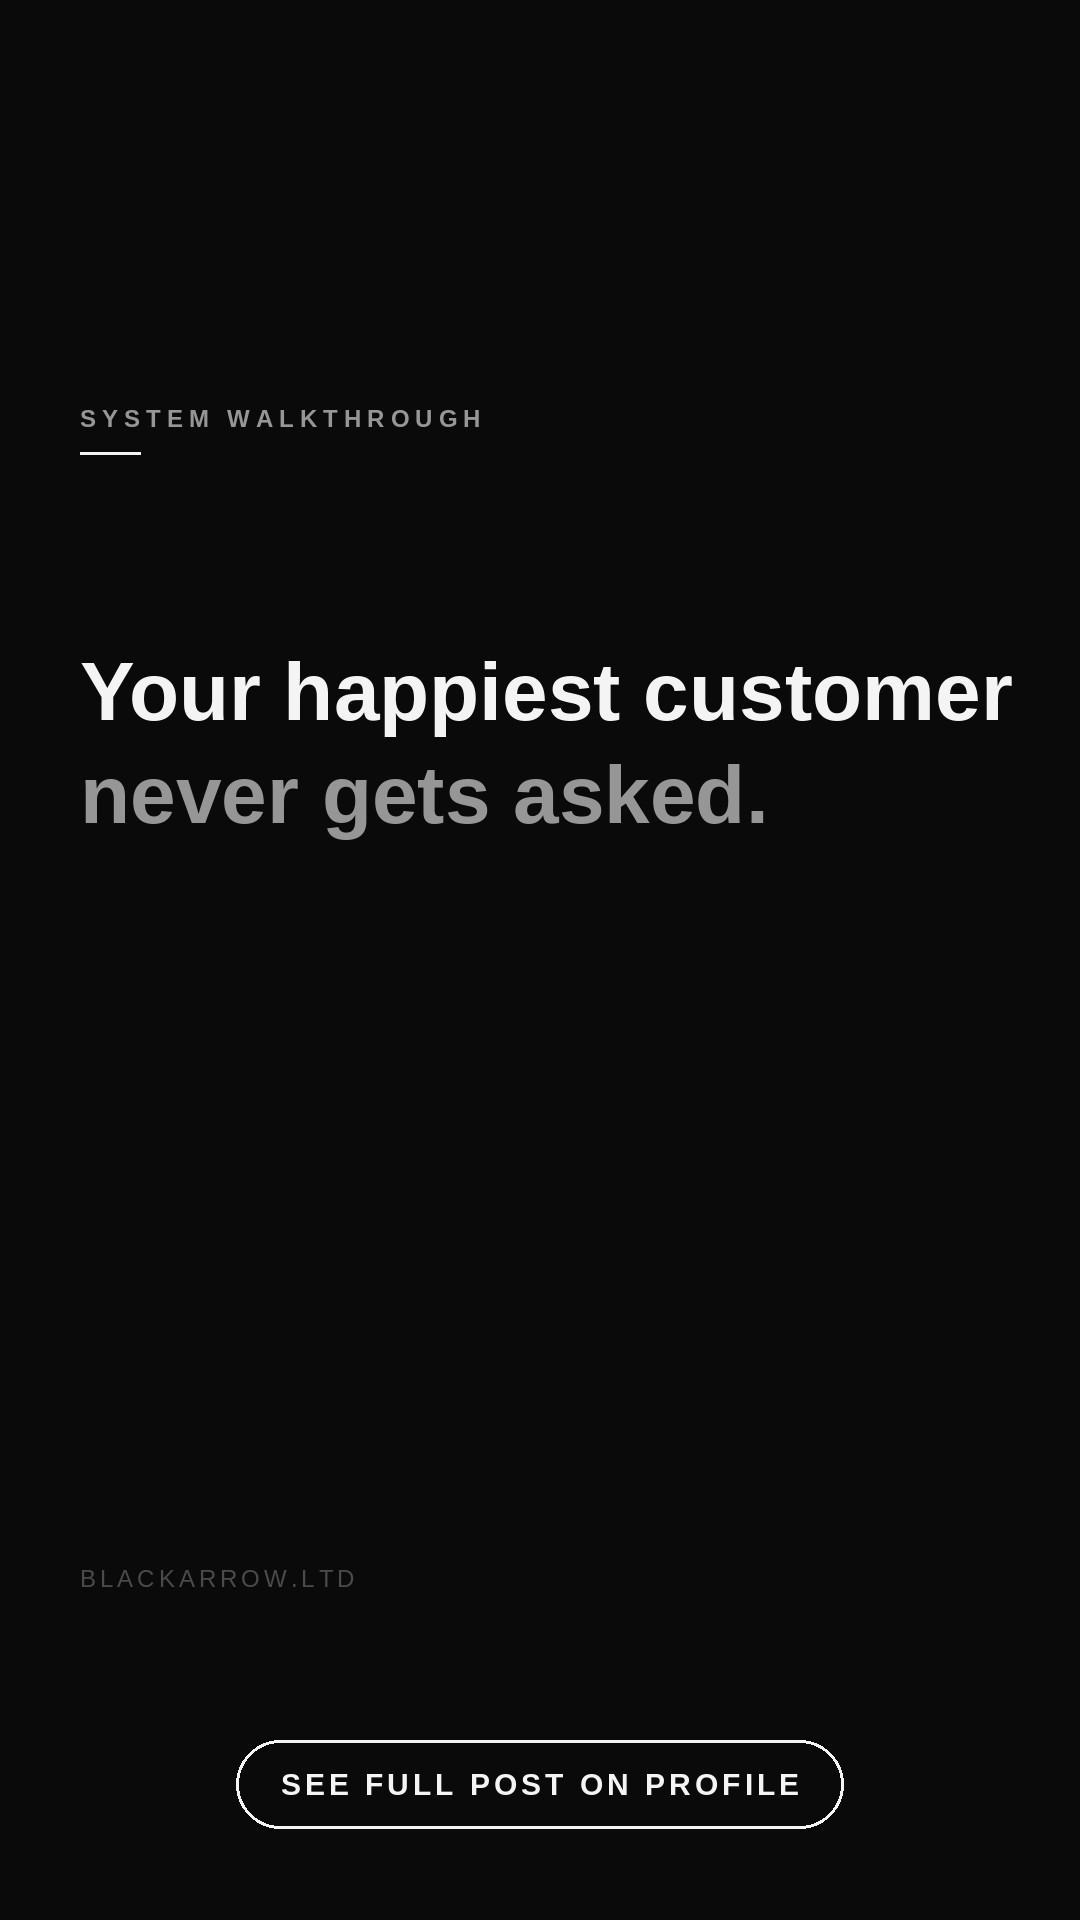 SYSTEM WALKTHROUGH
Your happiest customer
never gets asked.
BLACKARROW.LTD
SEE FULL POST ON PROFILE